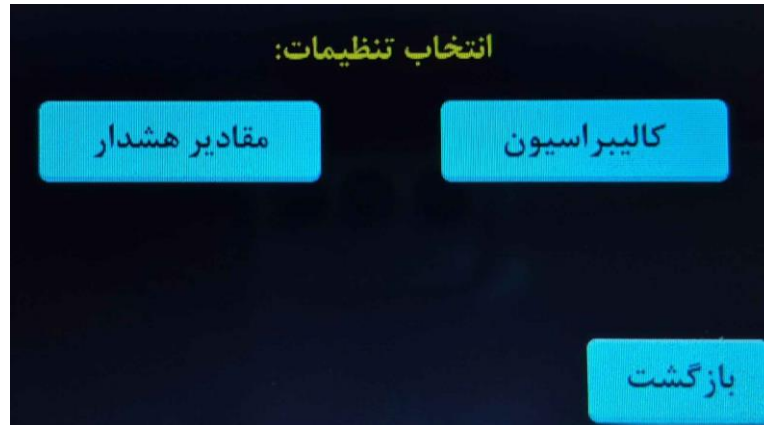 انتخاب تنظیمات:
کالیبراسیون
مقادیر هشدار
بازگشت